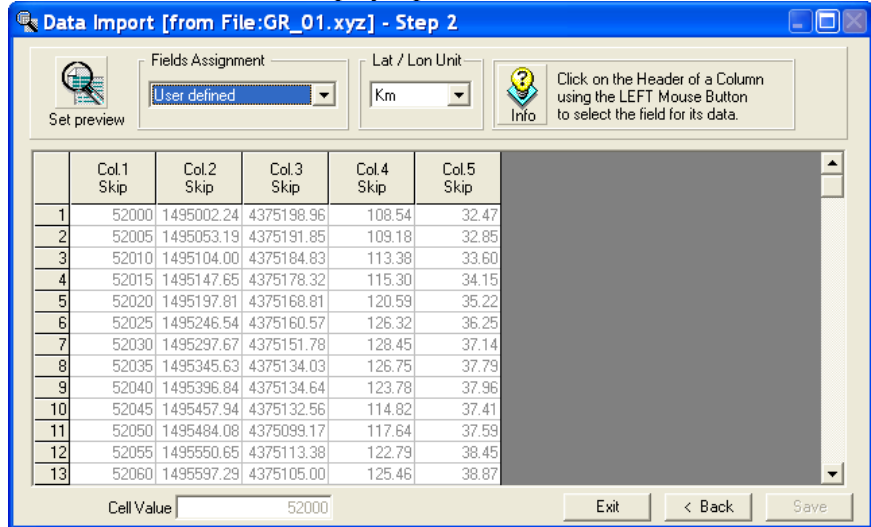 Data Import [from File:GR_01.xyz] - Step 2
Set preview
Fields Assignment
User defined
Lat / Lon Unit
Km
Info
Click on the Header of a Column
using the LEFT Mouse Button
to select the field for its data.
Col.1 Col.2 Col.3 Col.4 Col.5
Skip Skip Skip Skip Skip
1 52000 1495002.24 4375198.96 108.54 32.47
2 52005 1495053.19 4375191.85 109.18 32.85
3 52010 1495104.00 4375184.83 113.38 33.60
4 52015 1495147.65 4375178.32 115.30 34.15
5 52020 1495197.81 4375168.81 120.59 35.22
6 52025 1495246.54 4375160.57 126.32 36.25
7 52030 1495297.67 4375151.78 128.45 37.14
8 52035 1495345.63 4375134.03 126.75 37.79
9 52040 1495396.84 4375134.64 123.78 37.96
10 52045 1495457.94 4375132.56 114.82 37.41
11 52050 1495484.08 4375099.17 117.64 37.59
12 52055 1495550.65 4375113.38 122.79 38.45
13 52060 1495597.29 4375105.00 125.46 38.87
Cell Value 52000
Exit < Back Save